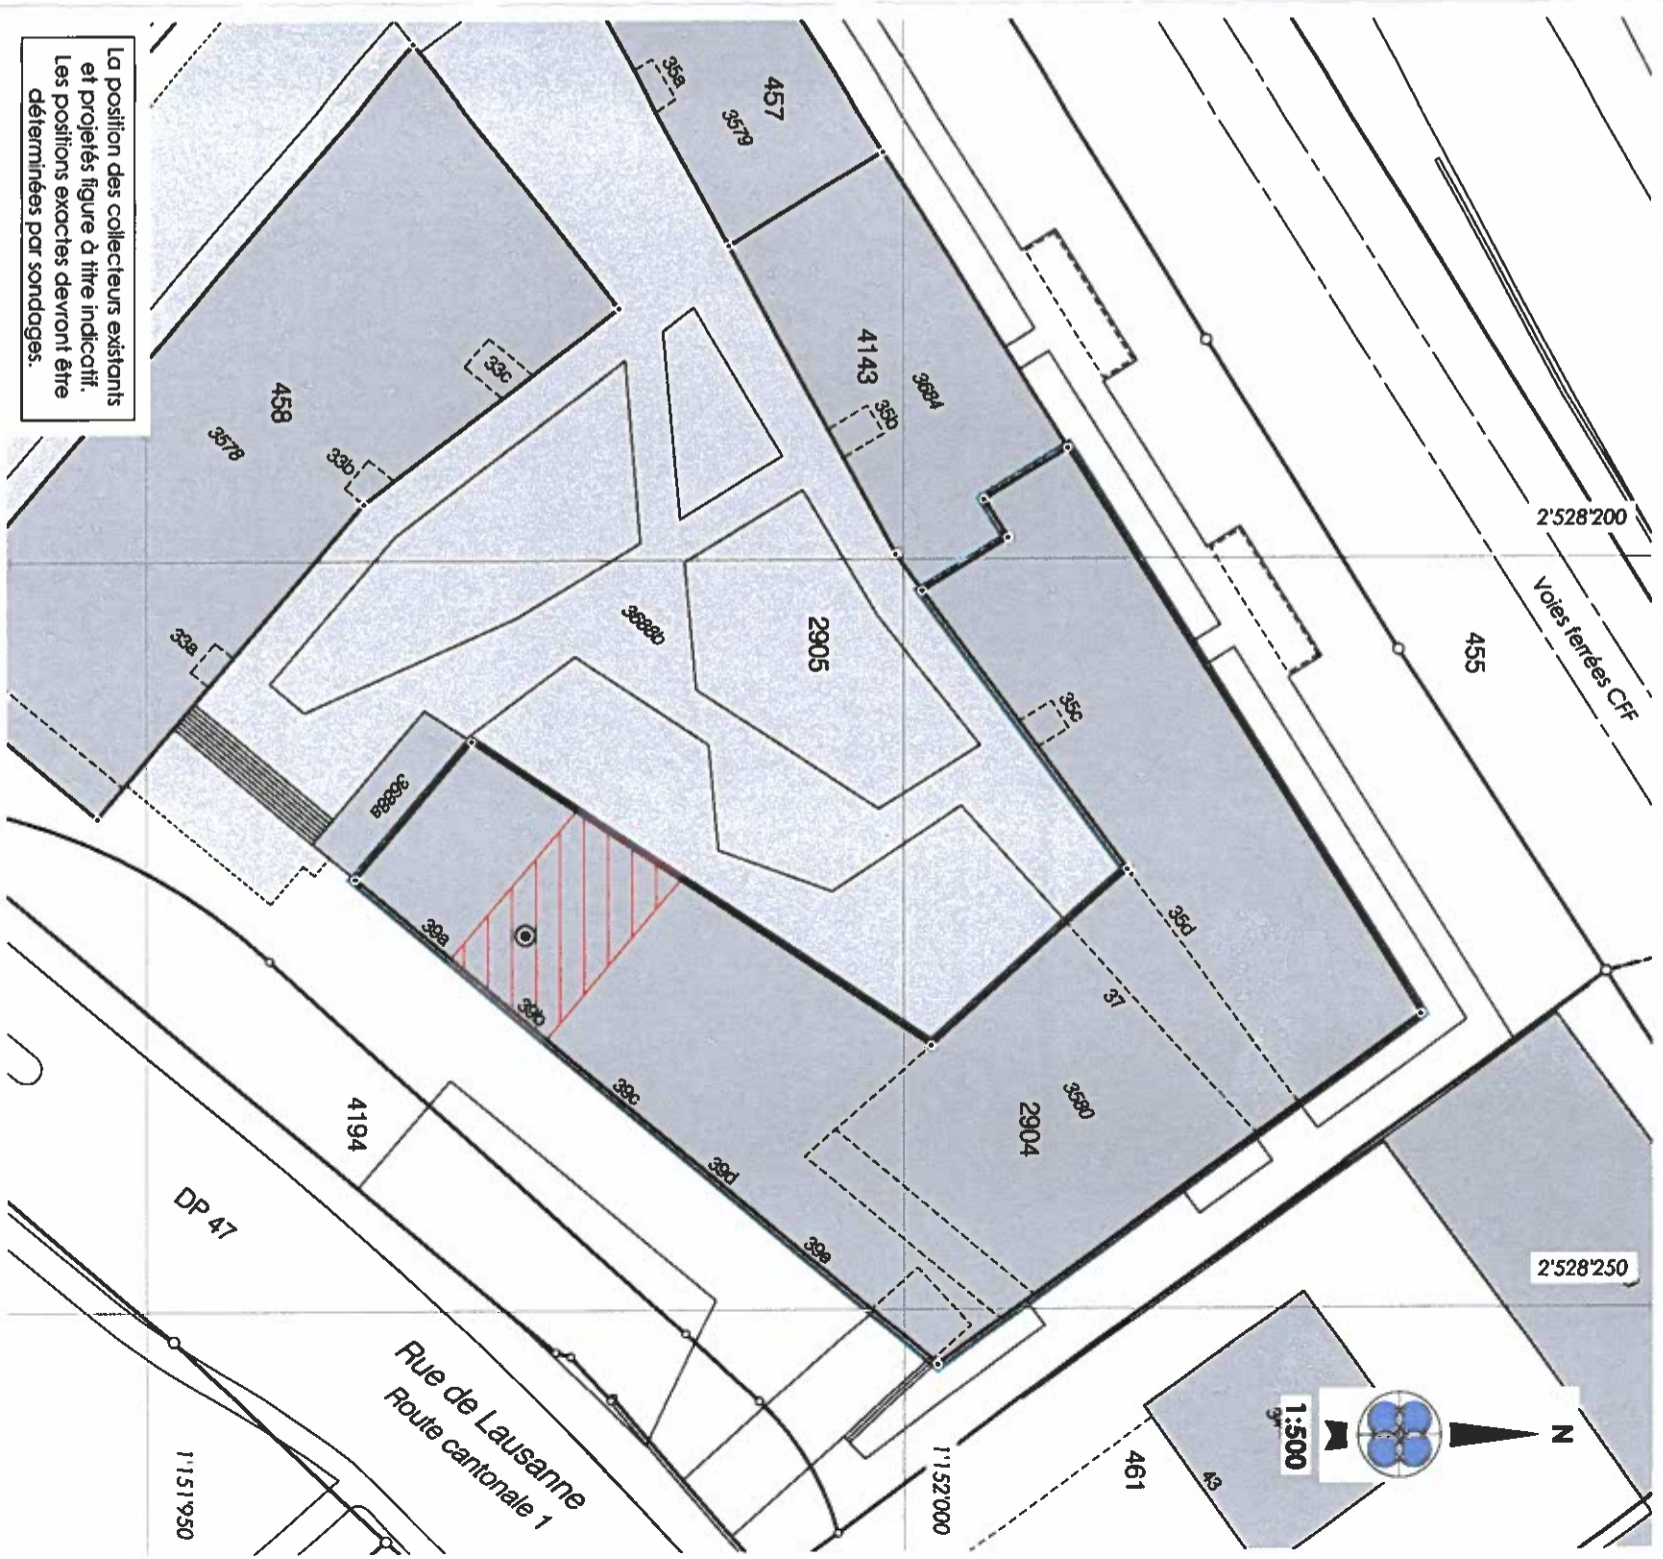 La position des collecteurs existants
et projetés figure à titre indicatif.
Les positions exactes devront être
déterminées par sondages.
2'528'200
voies ferrées CFF
455
2'528'250
N
1:500
461
43
457
3579
35a
4143
3684
35b
35c
35d
37
3580
2904
2905
3688b
3688a
458
3578
33c
33b
33a
39a
39b
39c
39d
39e
4194
DP 47
Rue de Lausanne
Route cantonale 1
1'151'950
1'152'000